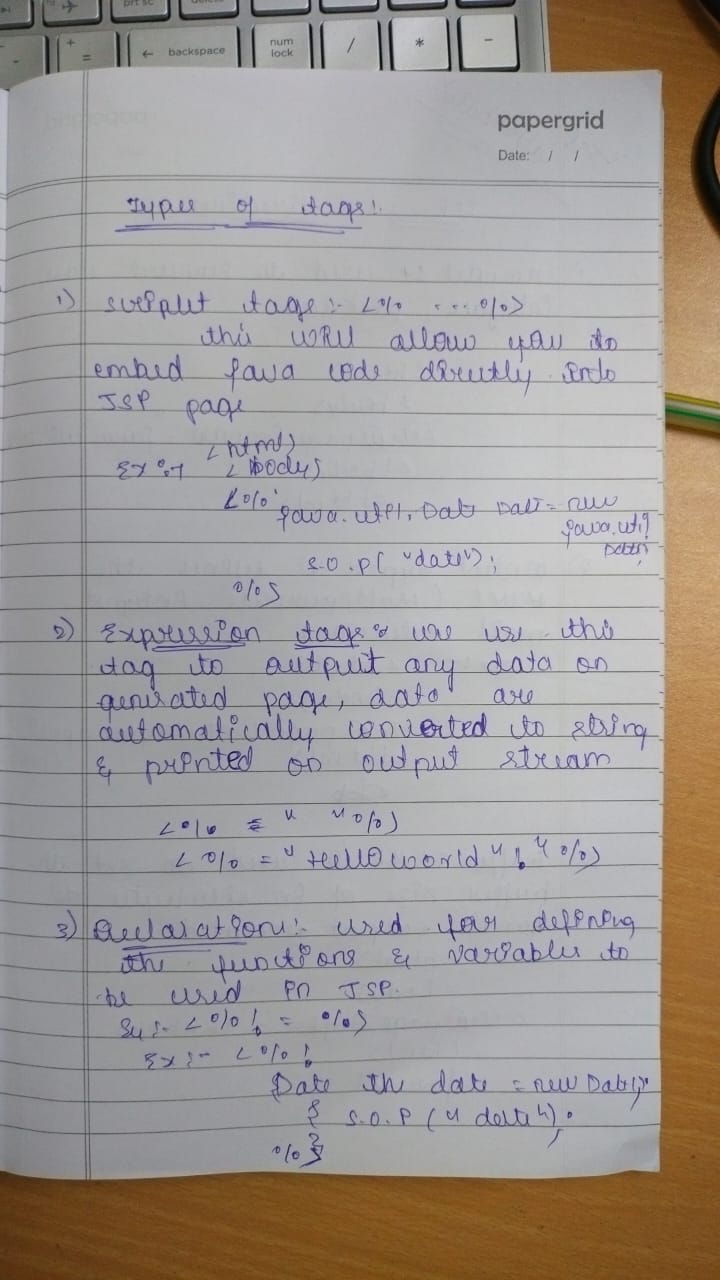 prt sc
delete
+
=
← backspace
num
lock
/
*
-
papergrid
Date: / /
Types of tags:
1) scriplet tags :- <% ... %>
this will allow you to
embed Java code directly into
JSP page
<html>
Ex :- <body>
<%
java.util. Date Date = new
java.util
Date();
S.O.P( "date");
%>
2) Expression tags : use this
tag to output any data on
generated page, data are
automatically converted to string
& printed on output stream
<% = " " %>
<% = " Hello world " ! " %>
3) Declaration :- used for defining
the functions & variables to
be used in JSP.
Sy :- <% ! = %>
Ex :- <% !
Date the date = new Date();
{ S.O.P (" date ");
}
%>